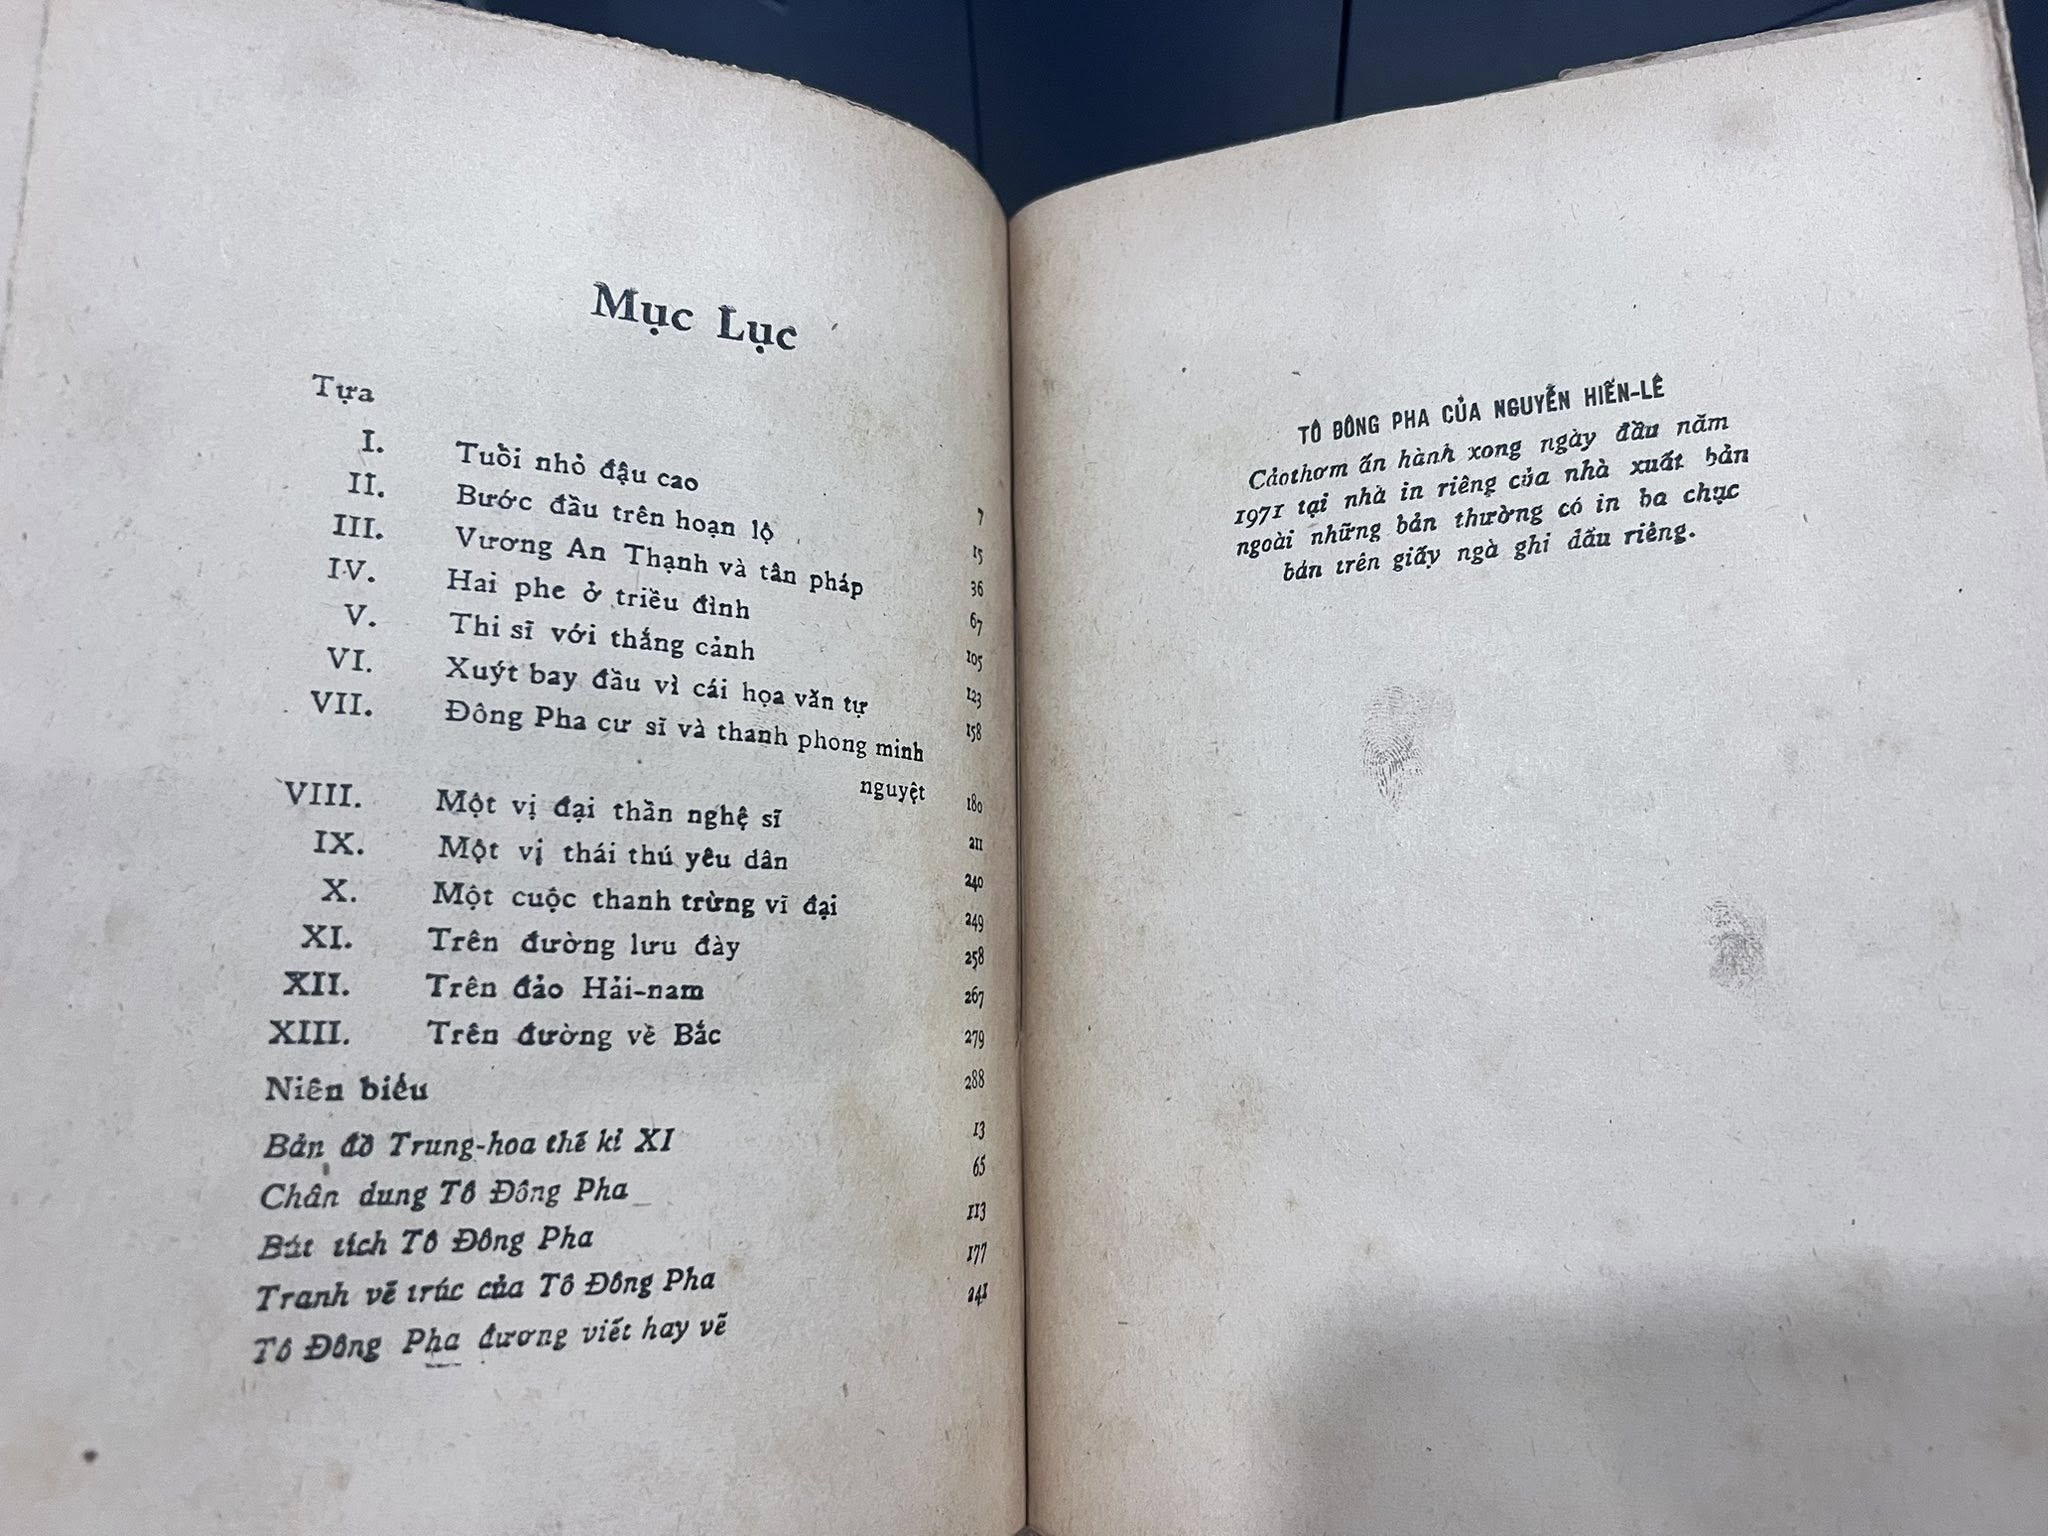 Mục Lục
Tựa 7
I. Tuổi nhỏ đậu cao 15
II. Bước đầu trên hoạn lộ 36
III. Vương An Thạnh và tân pháp 67
IV. Hai phe ở triều đình 105
V. Thi sĩ với thắng cảnh 123
VI. Xuýt bay đầu vì cái họa văn tự 158
VII. Đông Pha cư sĩ và thanh phong minh
nguyệt 180
VIII. Một vị đại thần nghệ sĩ 211
IX. Một vị thái thú yêu dân 240
X. Một cuộc thanh trừng vĩ đại 249
XI. Trên đường lưu đày 258
XII. Trên đảo Hải-nam 267
XIII. Trên đường về Bắc 279
Niên biểu 288
Bản đồ Trung-hoa thế kỉ XI 13
Chân dung Tô Đông Pha 65
Bút tích Tô Đông Pha 113
Tranh vẽ trúc của Tô Đông Pha 177
Tô Đông Pha đương viết hay vẽ 241
TÔ ĐÔNG PHA CỦA NGUYỄN HIẾN-LÊ
Cảothơm ấn hành xong ngày đầu năm
1971 tại nhà in riêng của nhà xuất bản
ngoài những bản thường có in ba chục
bản trên giấy ngà ghi dấu riêng.